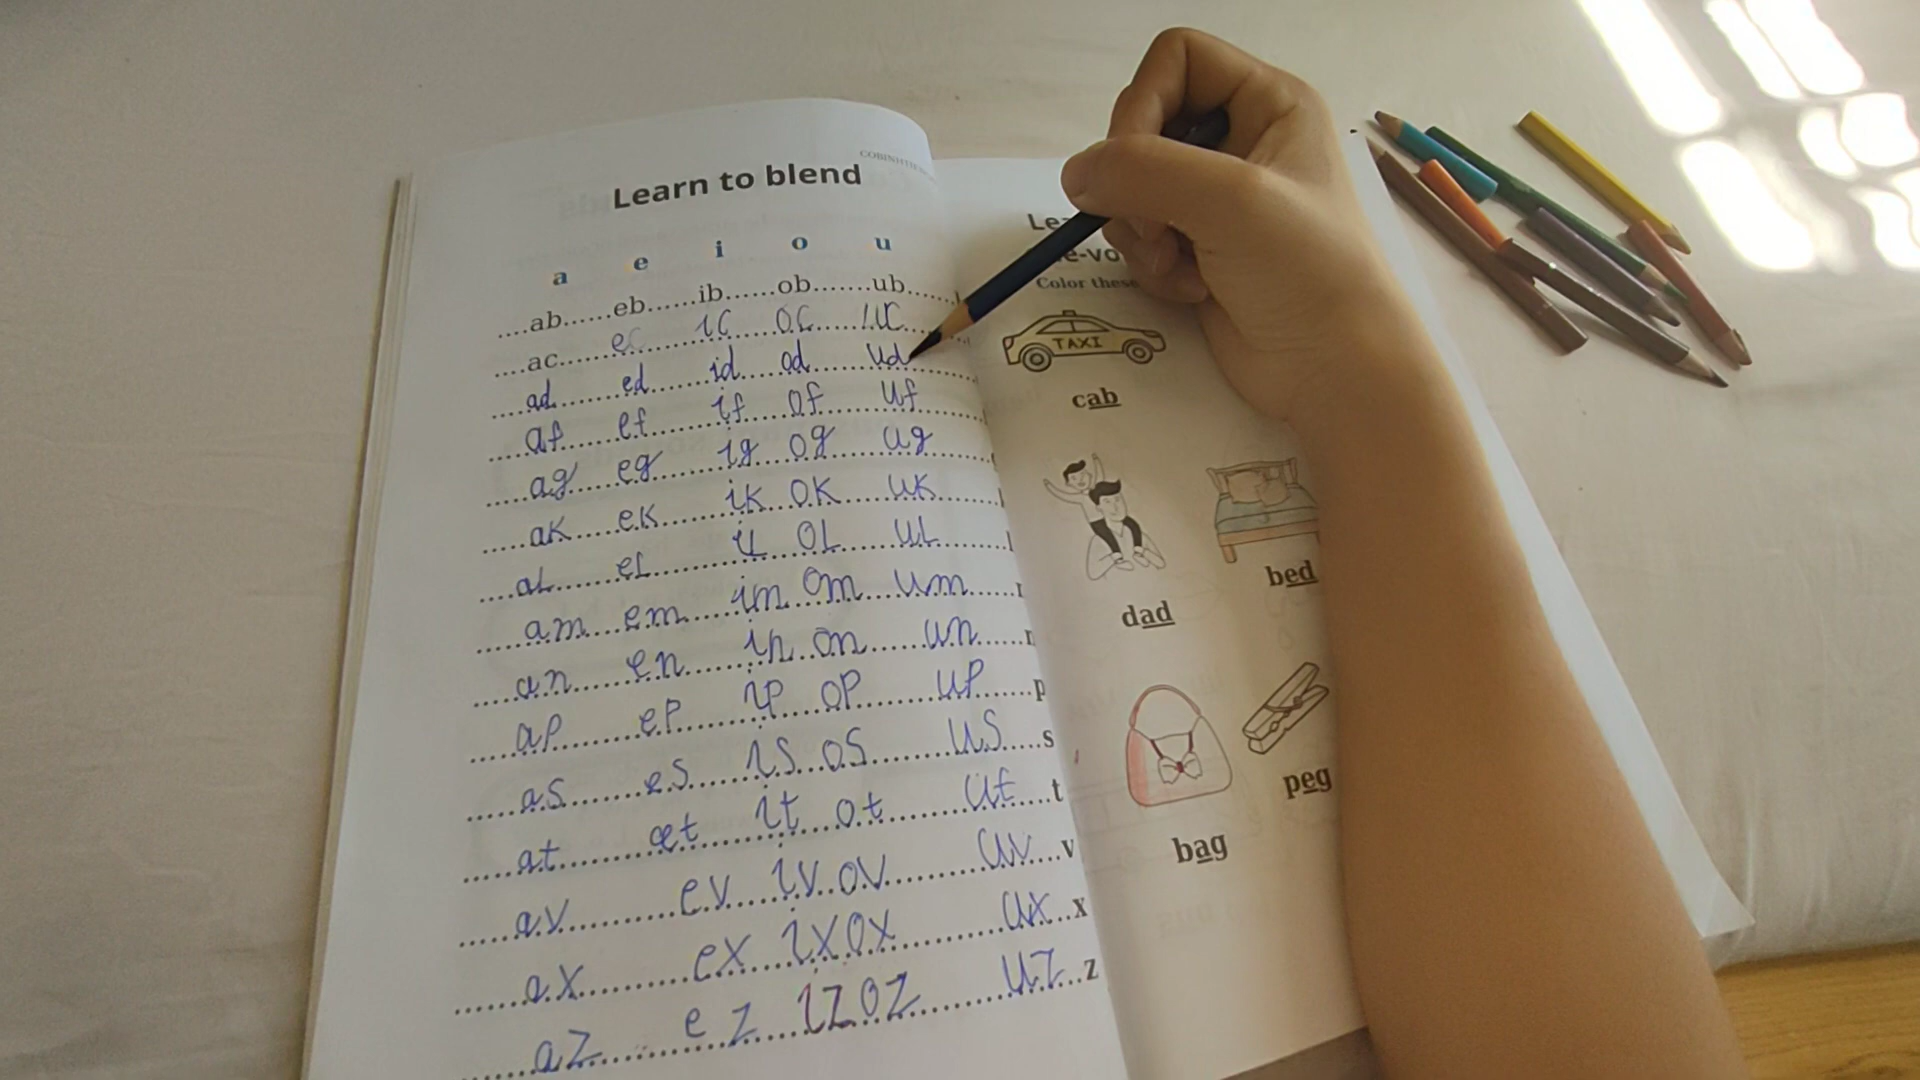 Learn to blend
a e i o u
....ab......eb......ib......ob.......ub......
....ac.......ec......ic.....oc.....uc....
....ad.......ed......id....od......ud......
....af......ef.......if....of......uf......
.....ag....eg......ig...og....ug......
.....ak.....ek......ik..ok.....uk......
.....al......el........il...ol.....ul......l
.....am...em....im..om...um.....
.....an.....en.......in..on.....un......
.....ap........ep.......ip....op.......up.....p
.....as.......es.....is..os.......us.....s
.....at........et.....it...ot.......ut...t
.....av.........ev...iv..ov........uv...v
......ax.........ex...ix ox.......ux..x
......az........ez...iz oz.......uz..z
Color these
TAXI
cab
dad
bed
bag
peg